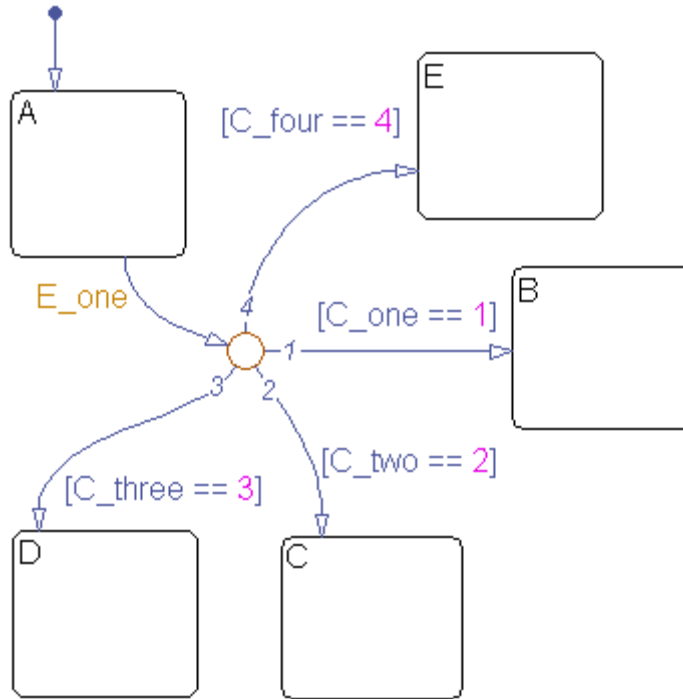 A
E
[C_four == 4]
E_one
B
[C_one == 1]
4
1
3
2
[C_two == 2]
[C_three == 3]
D
C